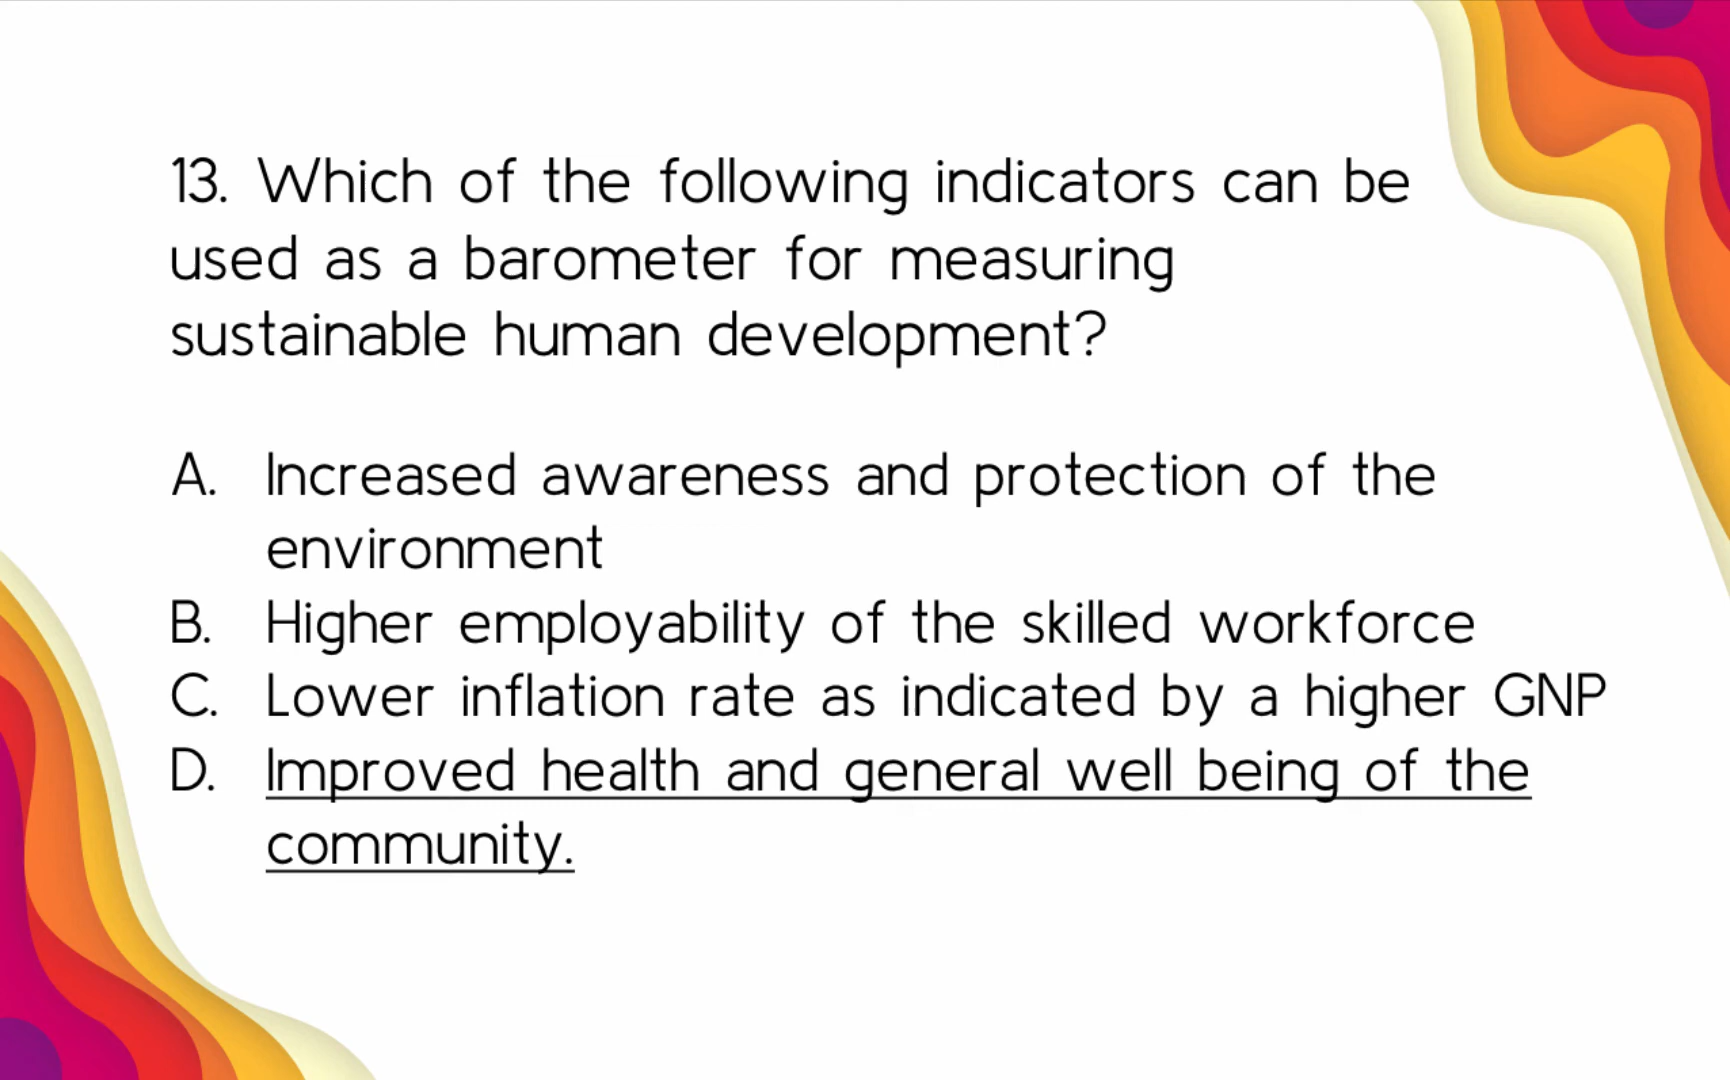 13. Which of the following indicators can be
used as a barometer for measuring
sustainable human development?
A. Increased awareness and protection of the
environment
B. Higher employability of the skilled workforce
C. Lower inflation rate as indicated by a higher GNP
D. Improved health and general well being of the
community.